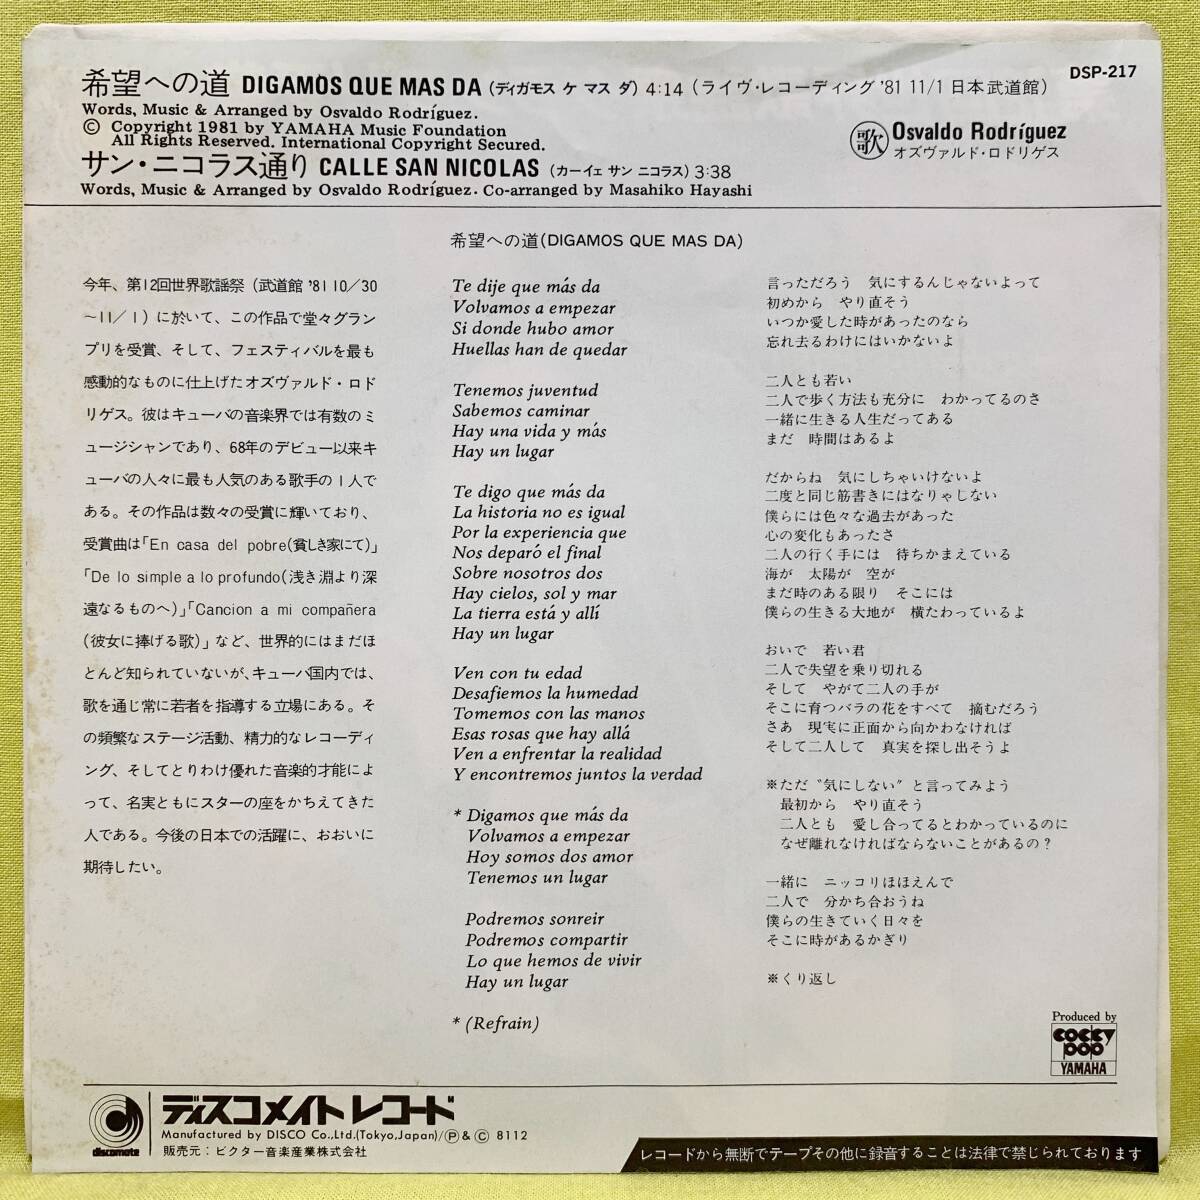 DSP-217
希望への道 DIGAMOS QUE MAS DA (ディガモス ケ マス ダ) 4:14 (ライヴ・レコーディング '81 11/1 日本武道館)
Words, Music & Arranged by Osvaldo Rodríguez.
© Copyright 1981 by YAMAHA Music Foundation
All Rights Reserved. International Copyright Secured.
サン・ニコラス通り CALLE SAN NICOLAS (カーイェ サン ニコラス) 3:38
Words, Music & Arranged by Osvaldo Rodríguez. Co-arranged by Masahiko Hayashi
歌 Osvaldo Rodríguez
オズヴァルド・ロドリゲス
今年、第12回世界歌謡祭 (武道館 '81 10/30
〜11/1) に於いて、この作品で堂々グラン
プリを受賞、そして、フェスティバルを最も
感動的なものに仕上げたオズヴァルド・ロド
リゲス。彼はキューバの音楽界では有数のミ
ュージシャンであり、68年のデビュー以来キ
ューバの人々に最も人気のある歌手の1人で
ある。その作品は数々の受賞に輝いており、
受賞曲は「En casa del pobre(貧しき家にて)」
「De lo simple a lo profundo(浅き淵より深
遠なるものへ)」「Cancion a mi compañera
(彼女に捧げる歌)」など、世界的にはまだほ
とんど知られていないが、キューバ国内では、
歌を通じ常に若者を指導する立場にある。そ
の頻繁なステージ活動、精力的なレコーディ
ング、そしてとりわけ優れた音楽的才能によ
って、名実ともにスターの座をかちえてきた
人である。今後の日本での活躍に、おおいに
期待したい。
希望への道(DIGAMOS QUE MAS DA)
Te dije que más da
Volvamos a empezar
Si donde hubo amor
Huellas han de quedar
Tenemos juventud
Sabemos caminar
Hay una vida y más
Hay un lugar
Te digo que más da
La historia no es igual
Por la experiencia que
Nos deparó el final
Sobre nosotros dos
Hay cielos, sol y mar
La tierra está y allí
Hay un lugar
Ven con tu edad
Desafiemos la humedad
Tomemos con las manos
Esas rosas que hay allá
Ven a enfrentar la realidad
Y encontremos juntos la verdad
* Digamos que más da
Volvamos a empezar
Hoy somos dos amor
Tenemos un lugar
Podremos sonreir
Podremos compartir
Lo que hemos de vivir
Hay un lugar
* (Refrain)
言っただろう 気にするんじゃないよって
初めから やり直そう
いつか愛した時があったのなら
忘れ去るわけにはいかないよ
二人とも若い
二人で歩く方法も充分に わかってるのさ
一緒に生きる人生だってある
まだ 時間はあるよ
だからね 気にしちゃいけないよ
二度と同じ筋書きにはなりゃしない
僕らには色々な過去があった
心の変化もあったさ
二人の行く手には 待ちかまえている
海が 太陽が 空が
まだ時のある限り そこには
僕らの生きる大地が 横たわっているよ
おいで 若い君
二人で失望を乗り切れる
そして やがて二人の手が
そこに育つバラの花をすべて 摘むだろう
さあ 現実に正面から向かわなければ
そして二人して 真実を探し出そうよ
※ただ “気にしない” と言ってみよう
最初から やり直そう
二人とも 愛し合ってるとわかっているのに
なぜ離れなければならないことがあるの?
一緒に ニッコリほほえんで
二人で 分かち合おうね
僕らの生きていく日々を
そこに時があるかぎり
※くり返し
Produced by
cocky
pop
YAMAHA
discomate
ディスコメイトレコード
Manufactured by DISCO Co.,Ltd.(Tokyo,Japan)/Ⓟ & © 8112
販売元：ビクター音楽産業株式会社
レコードから無断でテープその他に録音することは法律で禁じられております